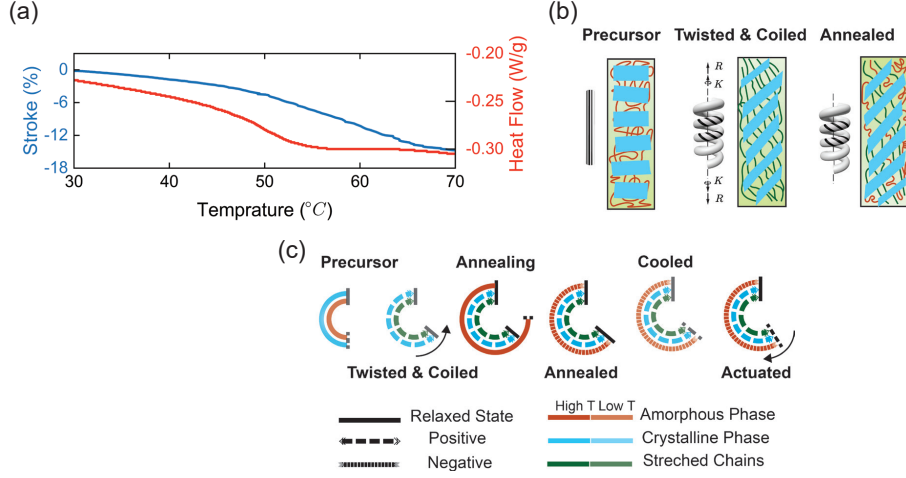 (a)
0
-6
-12
-18
Stroke (%)
-0.20
-0.25
-0.30
Heat Flow (W/g)
30 40 50 60 70
Temprature (°C)
(b)
Precursor Twisted & Coiled Annealed
R
K
K
R
(c)
Precursor Annealing Cooled
Twisted & Coiled Annealed Actuated
High T Low T
Relaxed State Amorphous Phase
Positive Crystalline Phase
Negative Streched Chains